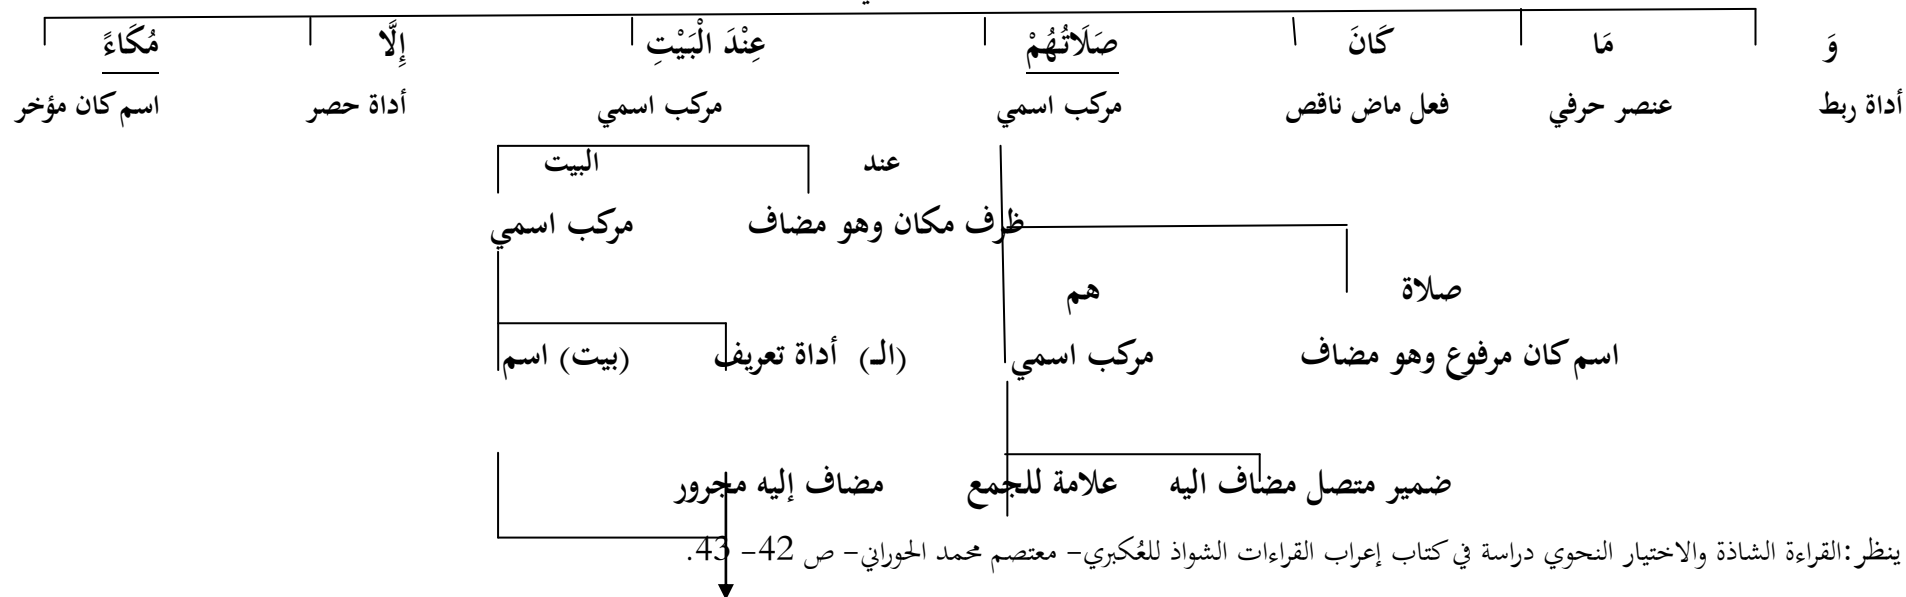 وَ مَا كَانَ صَلَاتُهُمْ عِنْدَ الْبَيْتِ إِلَّا مُكَاءً
أداة ربط عنصر حرفي فعل ماض ناقص مركب اسمي مركب اسمي أداة حصر اسم كان مؤخر
عند البيت
ظرف مكان وهو مضاف مركب اسمي
صلاة هم
اسم كان مرفوع وهو مضاف مركب اسمي (الـ) أداة تعريف (بيت) اسم
ضمير متصل مضاف اليه علامة للجمع مضاف إليه مجرور
ينظر:القراءة الشاذة والاختيار النحوي دراسة في كتاب إعراب القراءات الشواذ للعُكبري- معتصم محمد الحوراني- ص 42- 43.